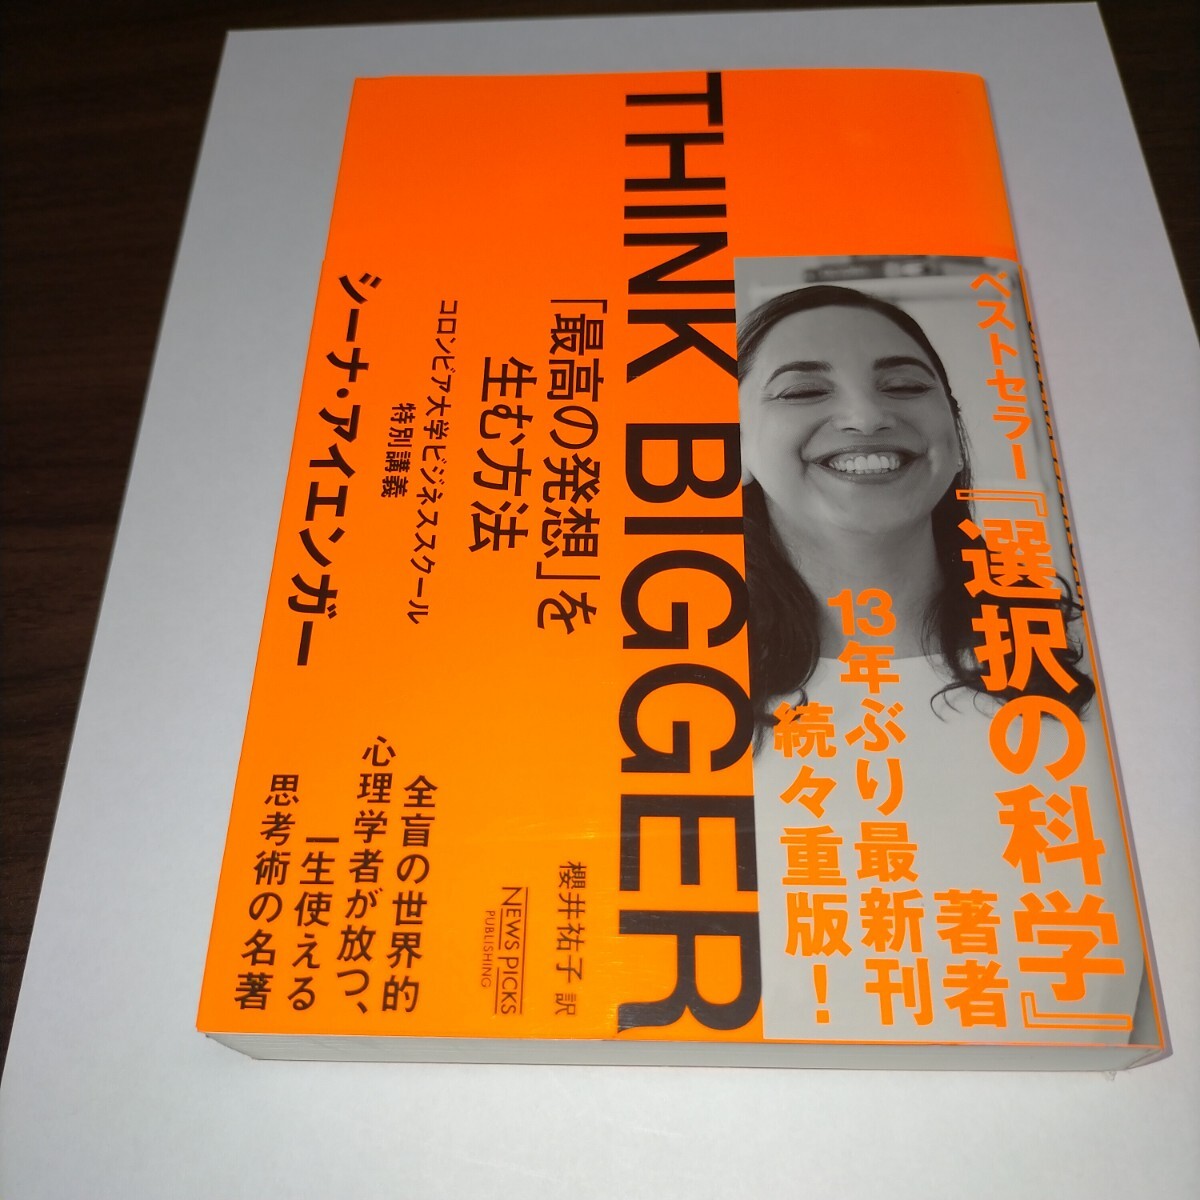 THINK BIGGER
「最高の発想」を
生む方法
コロンビア大学ビジネススクール
特別講義
シーナ・アイエンガー
櫻井祐子 訳
NEWS PICKS
PUBLISHING
ベストセラー『選択の科学』
著者
13年ぶり最新刊
続々重版！
全盲の世界的
心理学者が放つ、
一生使える
思考術の名著